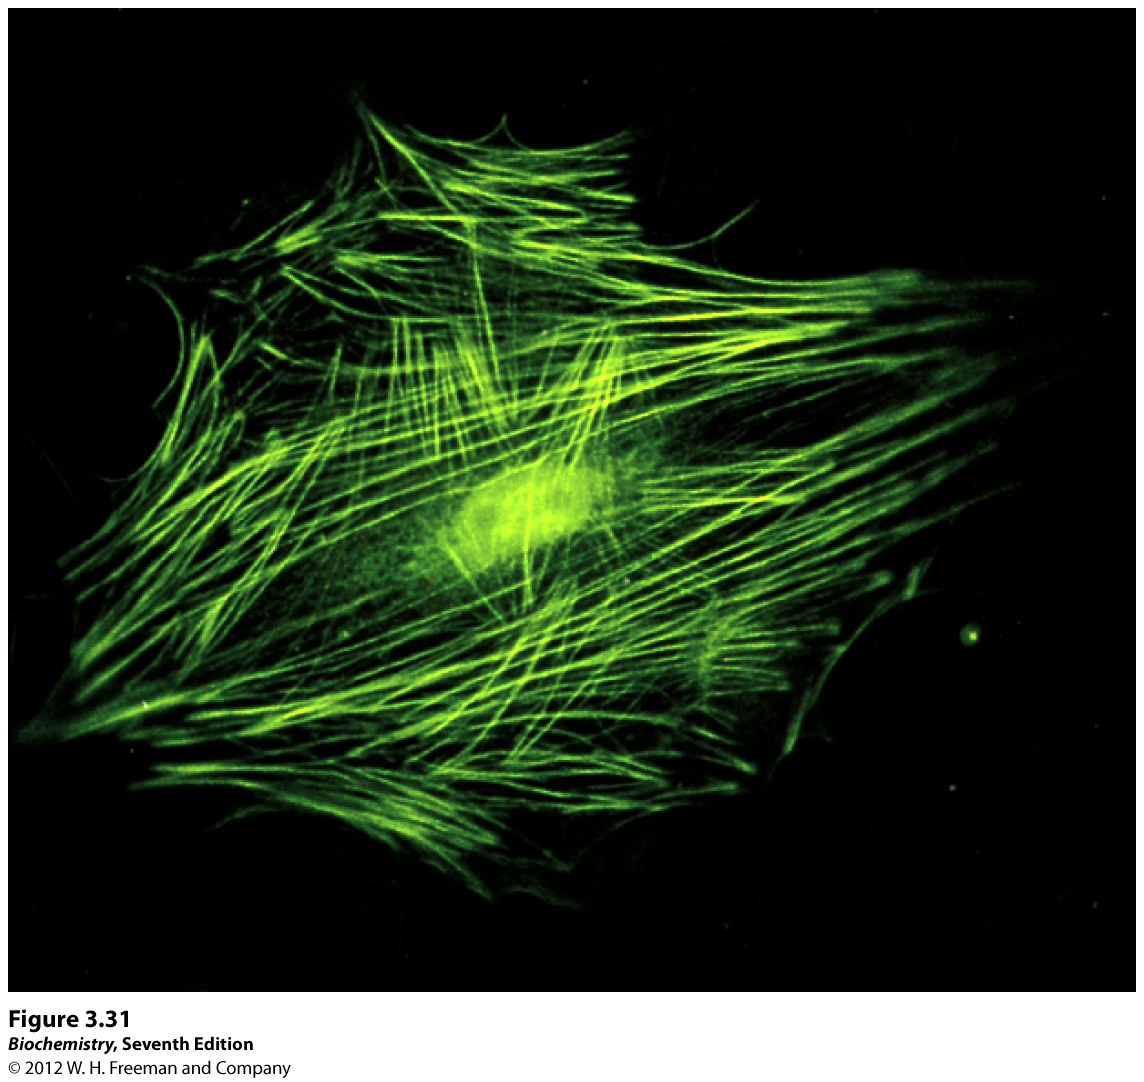 Figure 3.31
Biochemistry, Seventh Edition
© 2012 W. H. Freeman and Company